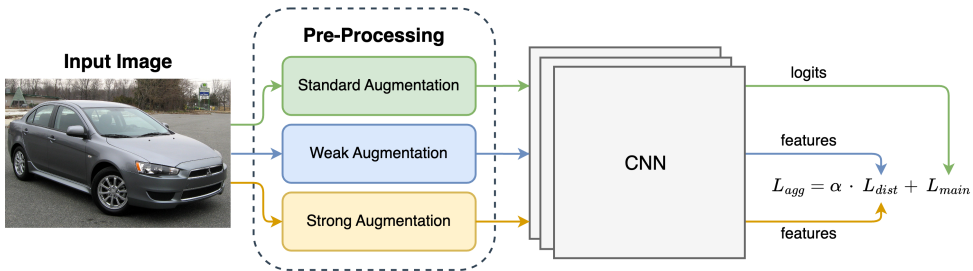 Pre-Processing
Input Image
Standard Augmentation
Weak Augmentation
Strong Augmentation
CNN
logits
features
L_agg = α · L_dist + L_main
features